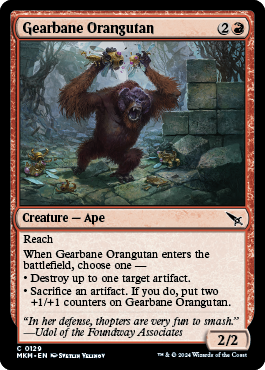 Gearbane Orangutan 2
Creature — Ape
Reach
When Gearbane Orangutan enters the
battlefield, choose one —
• Destroy up to one target artifact.
• Sacrifice an artifact. If you do, put two
+1/+1 counters on Gearbane Orangutan.
"In her defense, thopters are very fun to smash."
—Udol of the Foundway Associates
2/2
C 0129
MKM • EN Svetlin Velinov
™ & © 2024 Wizards of the Coast